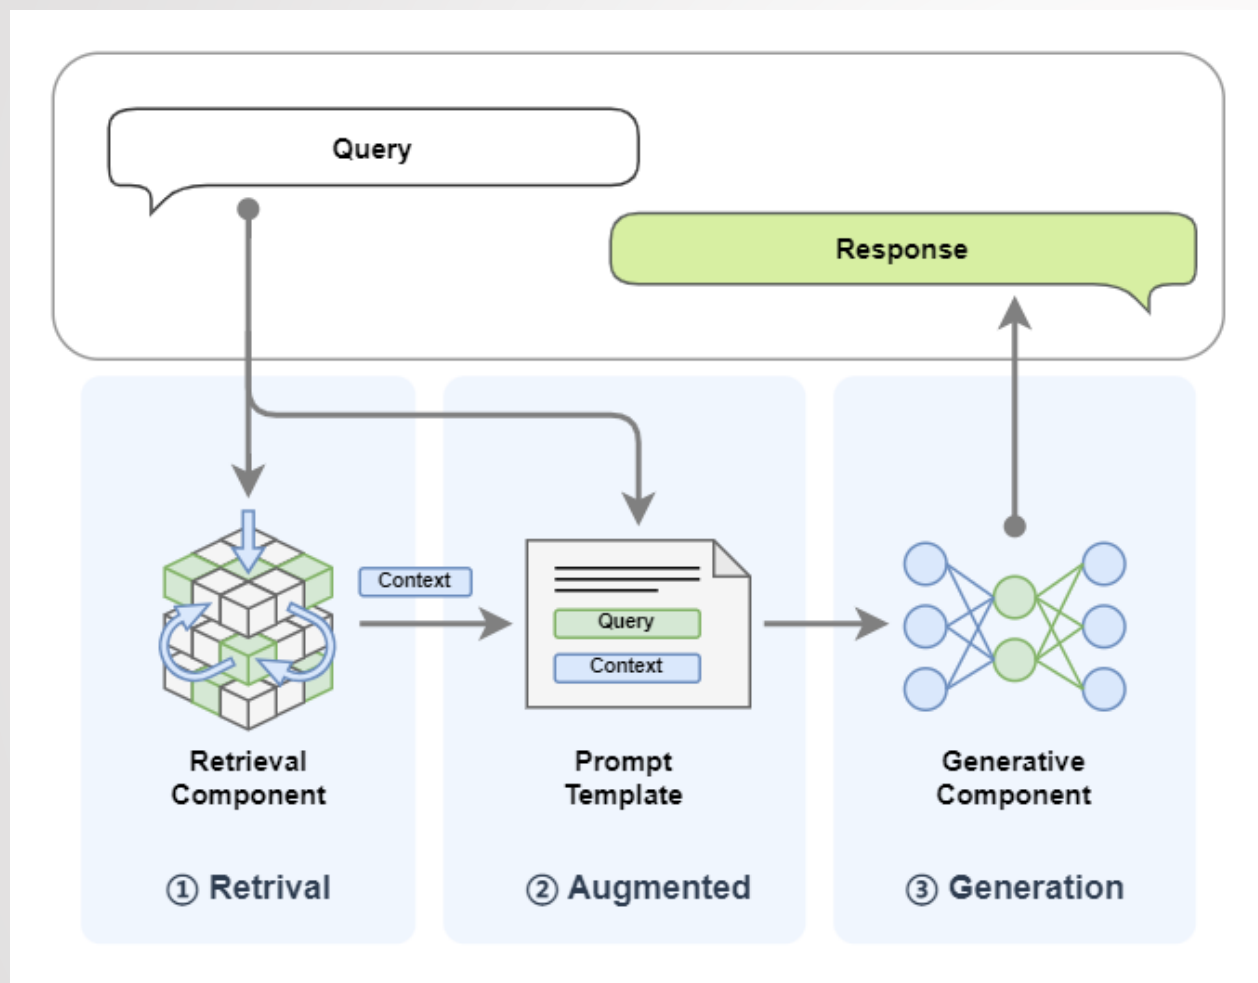 Query
Response
Context
Query
Context
Retrieval
Component
Prompt
Template
Generative
Component
① Retrival
② Augmented
③ Generation